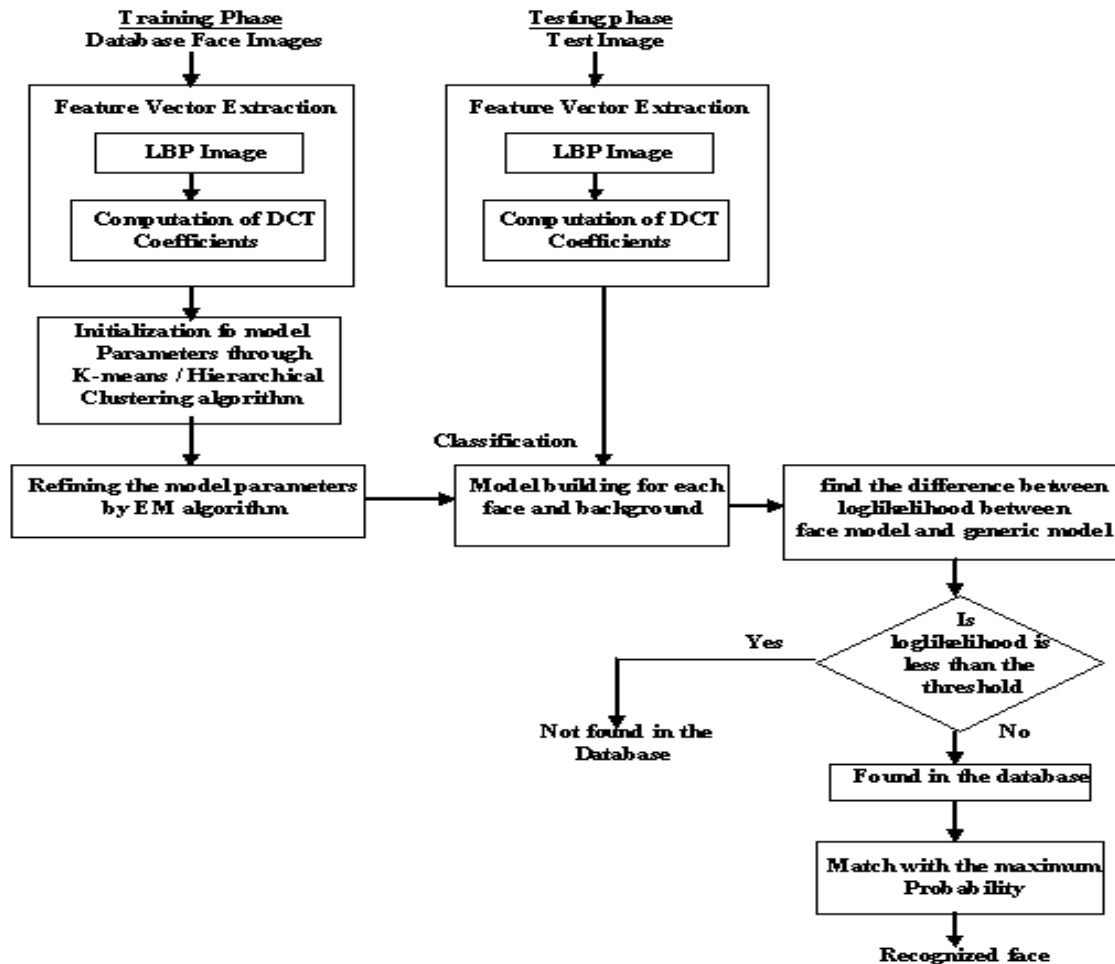 Training Phase
Database Face Images
Feature Vector Extraction
LBP Image
Computation of DCT
Coefficients
Initialization fo model
Parameters through
K-means / Hierarchical
Clustering algorithm
Refining the model parameters
by EM algorithm
Testing phase
Test Image
Feature Vector Extraction
LBP Image
Computation of DCT
Coefficients
Classification
Model building for each
face and background
find the difference between
loglikelihood between
face model and generic model
Is
loglikelihood is
less than the
threshold
Yes
Not found in the
Database
No
Found in the database
Match with the maximum
Probability
Recognized face